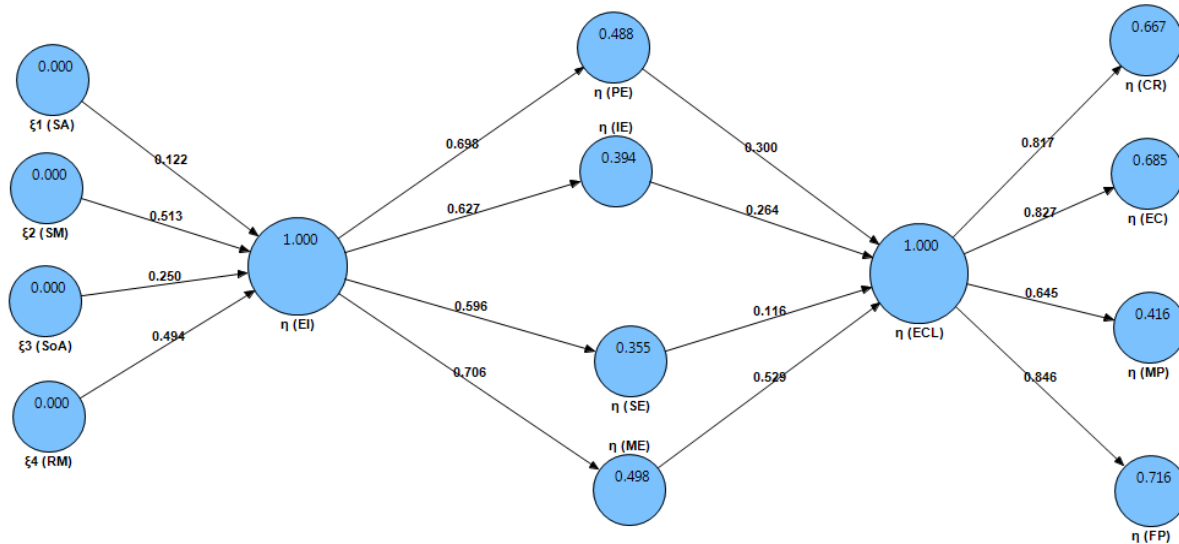 0.000
ξ1 (SA)
0.000
ξ2 (SM)
0.000
ξ3 (SoA)
0.000
ξ4 (RM)
0.122
0.513
0.250
0.494
1.000
η (EI)
0.698
0.627
0.596
0.706
0.488
η (PE)
η (IE)
0.394
0.355
η (SE)
η (ME)
0.498
0.300
0.264
0.116
0.529
1.000
η (ECL)
0.817
0.827
0.645
0.846
0.667
η (CR)
0.685
η (EC)
0.416
η (MP)
0.716
η (FP)